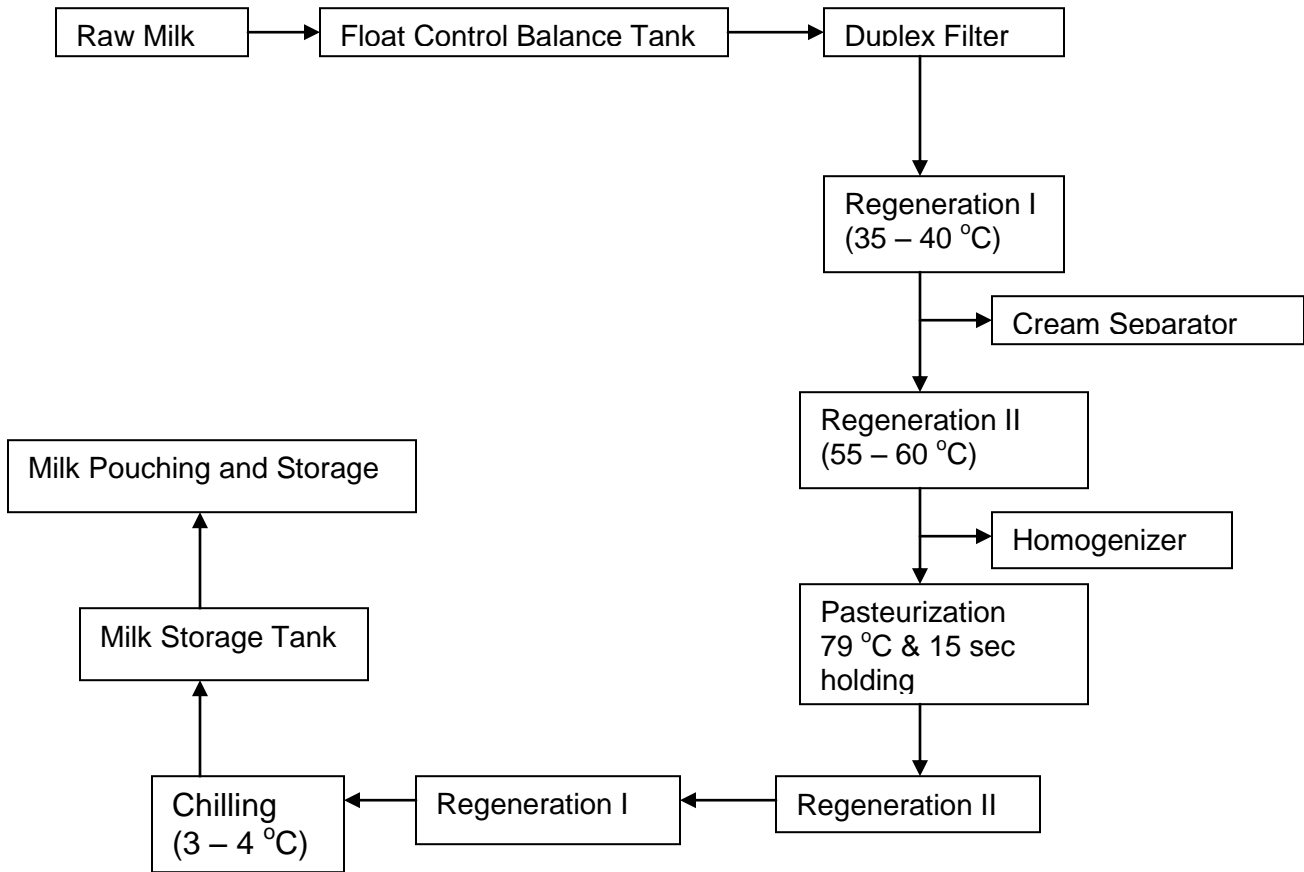 Raw Milk
Float Control Balance Tank
Duplex Filter
Regeneration I
(35 – 40 °C)
Cream Separator
Regeneration II
(55 – 60 °C)
Homogenizer
Pasteurization
79 °C & 15 sec
holding
Regeneration II
Regeneration I
Chilling
(3 – 4 °C)
Milk Storage Tank
Milk Pouching and Storage